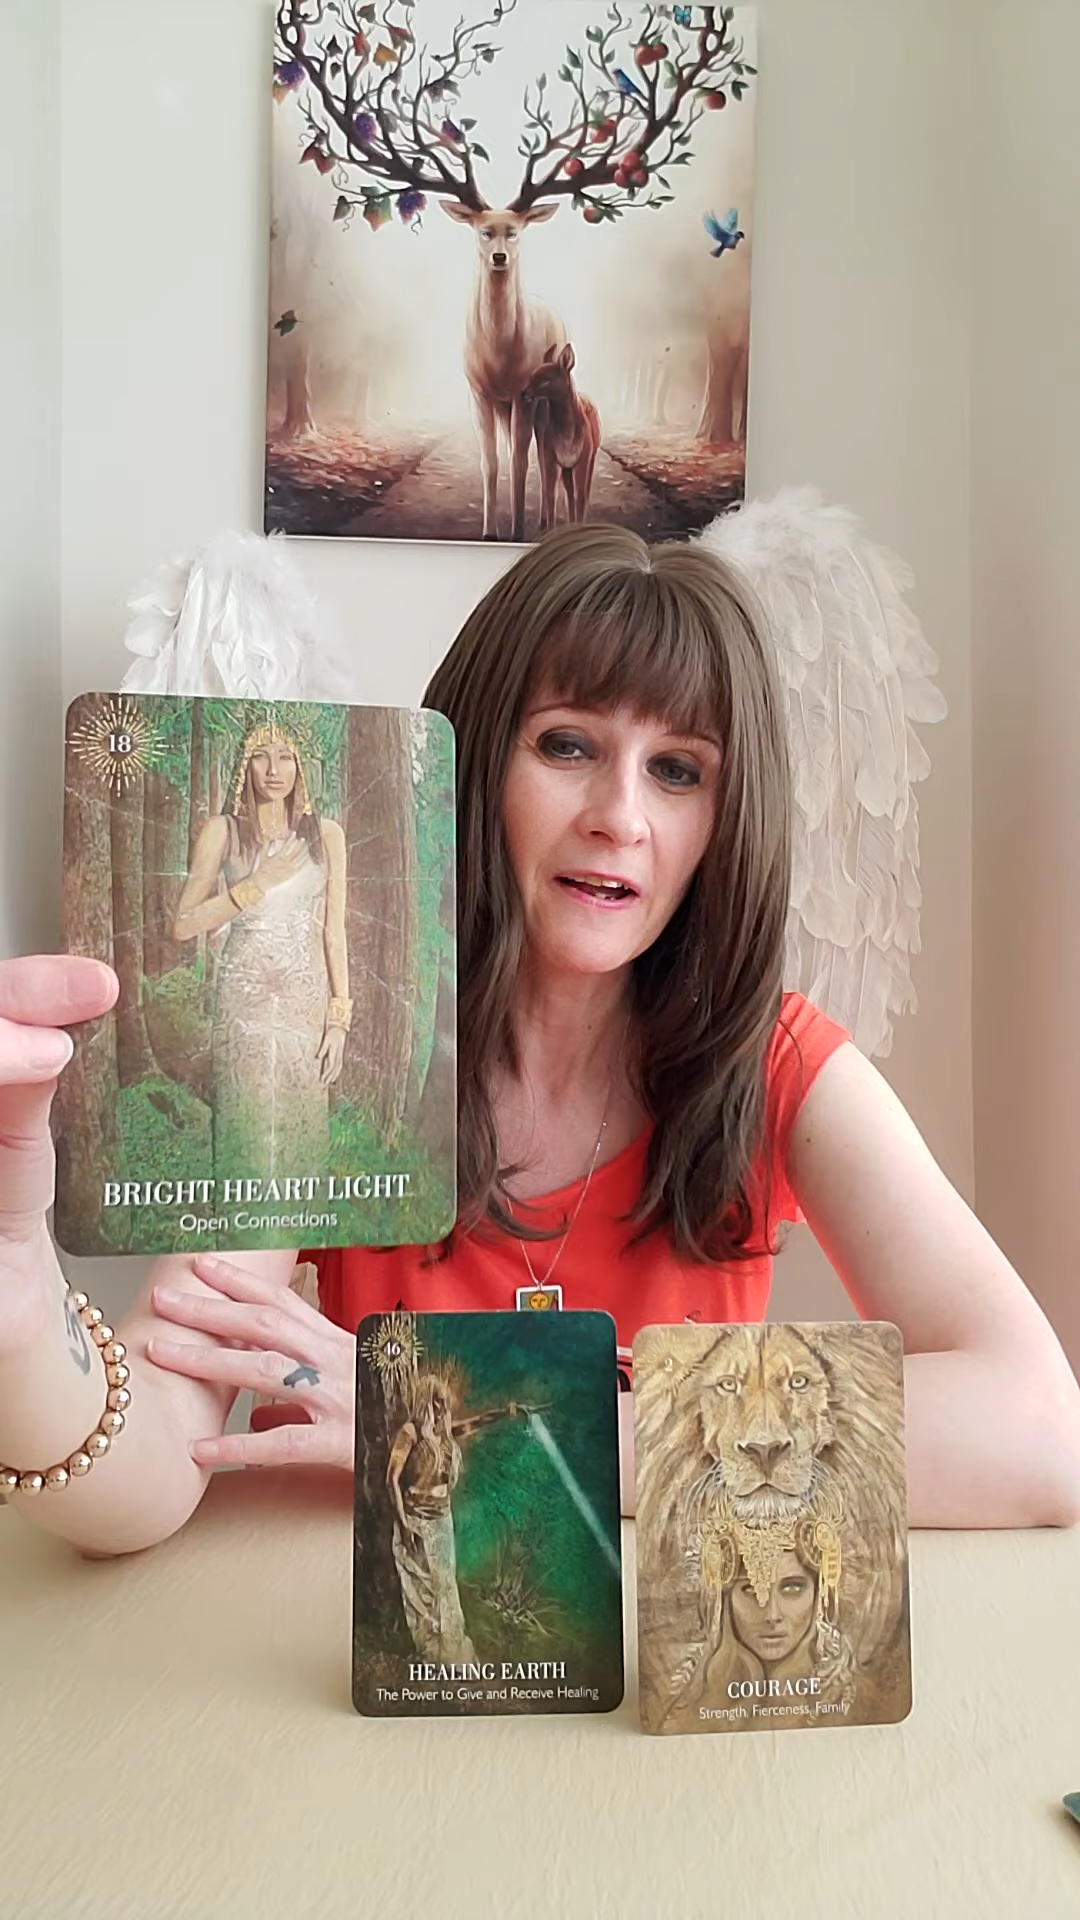 18
BRIGHT HEART LIGHT
Open Connections
46
HEALING EARTH
The Power to Give and Receive Healing
2
COURAGE
Strength, Fierceness, Family